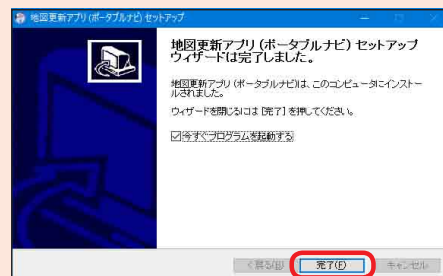 地図更新アプリ(ポータブルナビ) セットアップ
地図更新アプリ (ポータブルナビ) セットアップ
ウィザードは完了しました。
地図更新アプリ (ポータブルナビ)は、このコンピュータにインストー
ルされました。
ウィザードを閉じるには [完了] を押してください。
今すぐプログラムを起動する
< 戻る(B)
完了(F)
キャンセル